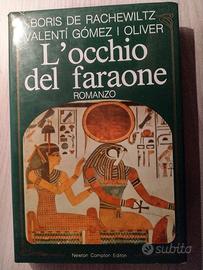 BORIS DE RACHEWILTZ
VALENTÍ GÓMEZ I OLIVER
L'occhio
del faraone
ROMANZO
Newton Compton Editori
subito